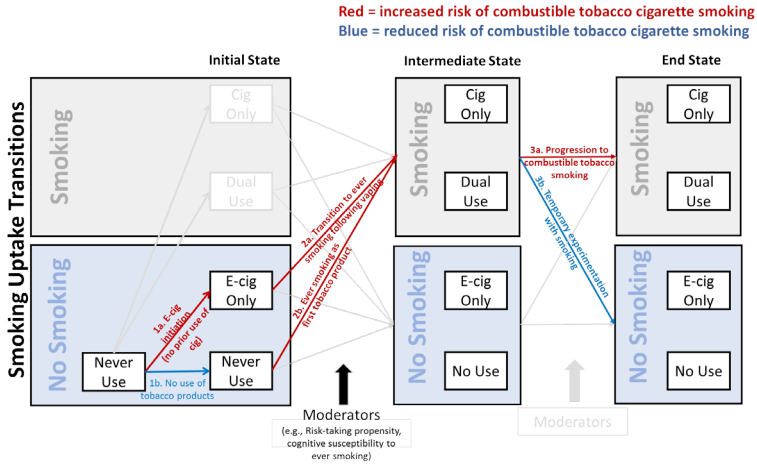 Red = increased risk of combustible tobacco cigarette smoking
Blue = reduced risk of combustible tobacco cigarette smoking
Initial State
Intermediate State
End State
Smoking Uptake Transitions
Smoking
Cig
Only
Dual
Use
Smoking
Cig
Only
Dual
Use
Smoking
Cig
Only
Dual
Use
2a. Transition to ever
smoking following vaping
2b. Ever smoking as
first tobacco product
3a. Progression to
combustible tobacco
smoking
3b. Temporary experimentation
with smoking
No Smoking
Never
Use
1a. E-cig
initiation
(no prior use of
cig)
1b. No use of
tobacco products
E-cig
Only
Never
Use
No Smoking
E-cig
Only
No Use
No Smoking
E-cig
Only
No Use
Moderators
(e.g., Risk-taking propensity,
cognitive susceptibility to
ever smoking)
Moderators